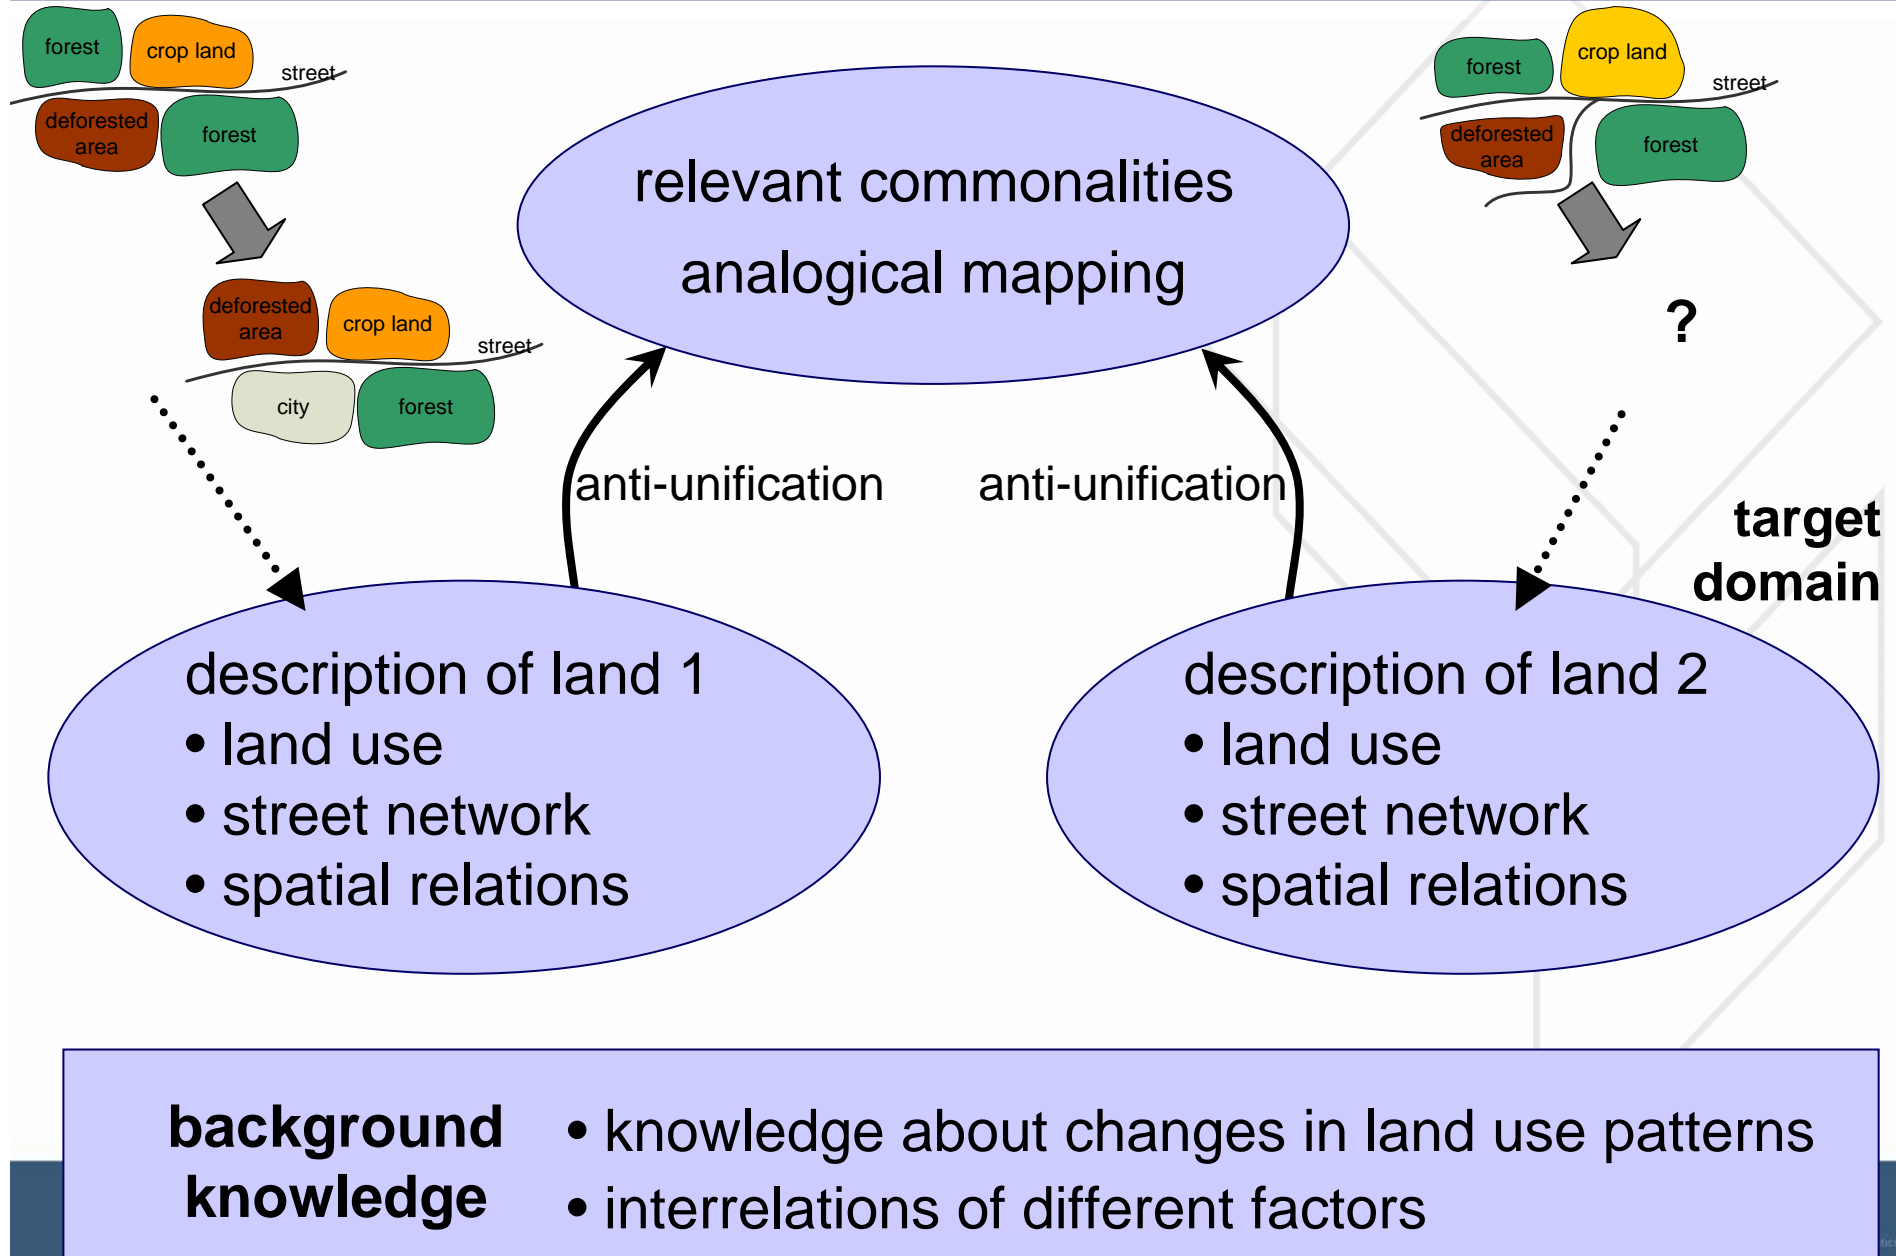 forest
crop land
street
deforested
area
forest
deforested
area
crop land
street
city
forest
relevant commonalities
analogical mapping
forest
crop land
street
deforested
area
forest
?
anti-unification
anti-unification
target
domain
description of land 1
• land use
• street network
• spatial relations
description of land 2
• land use
• street network
• spatial relations
background
knowledge
• knowledge about changes in land use patterns
• interrelations of different factors